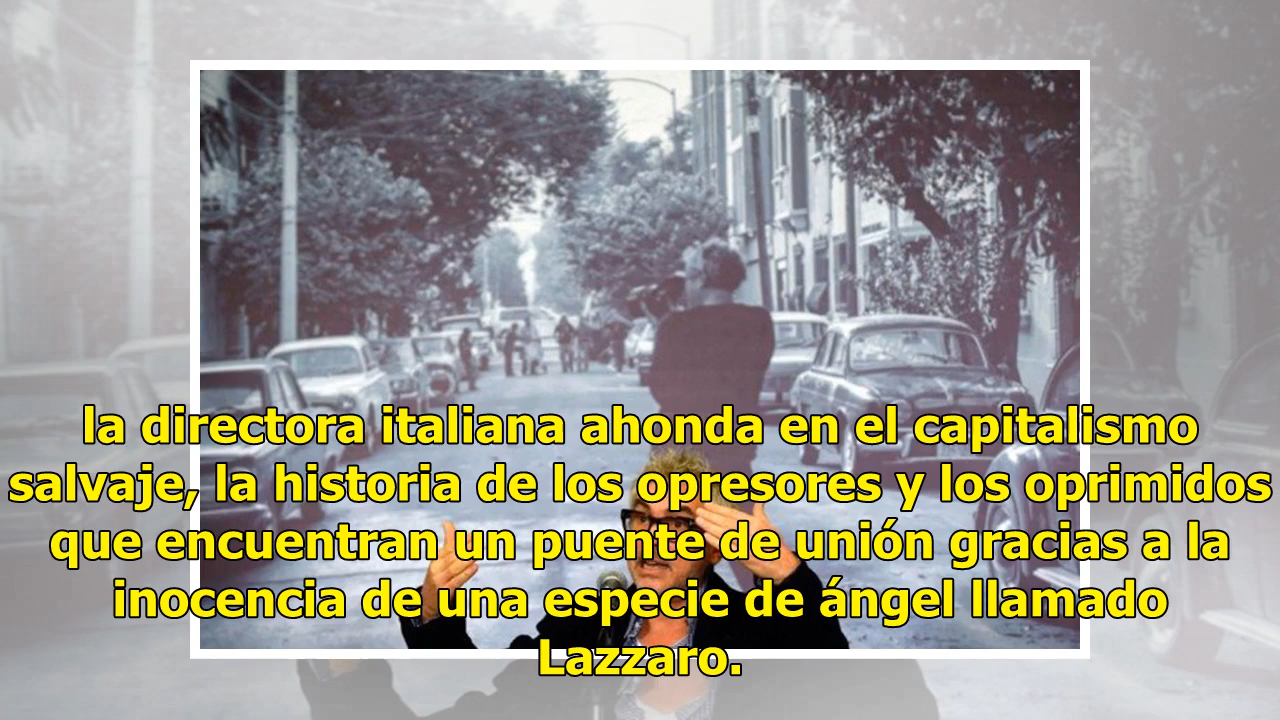 la directora italiana ahonda en el capitalismo
salvaje, la historia de los opresores y los oprimidos
que encuentran un puente de unión gracias a la
inocencia de una especie de ángel llamado
Lazzaro.